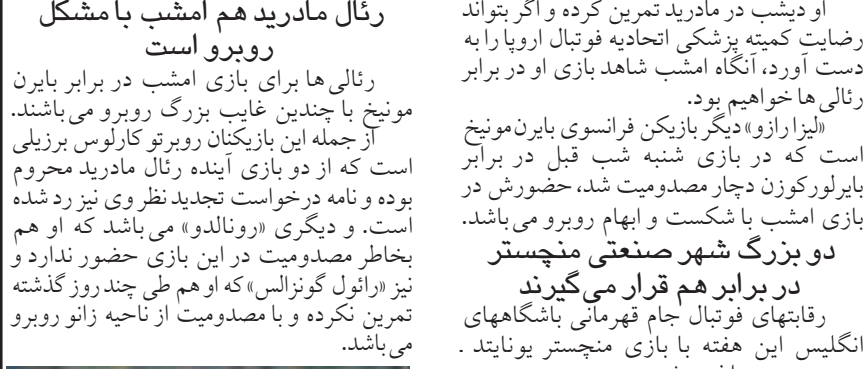 او دیشب در مادرید تمرین کرده و اگر بتواند
رضایت کمیته پزشکی اتحادیه فوتبال اروپا را به
دست آورد، آنگاه امشب شاهد بازی او در برابر
رئالی ها خواهیم بود.
«لیزارازو» دیگر بازیکن فرانسوی بایرن مونیخ
است که در بازی شنبه شب قبل در برابر
بایرلورکوزن دچار مصدومیت شد، حضورش در
بازی امشب با شکست و ابهام روبرو می باشد.
دو بزرگ شهر صنعتی منچستر
در برابر هم قرار می گیرند
رقابتهای فوتبال جام قهرمانی باشگاههای
انگلیس این هفته با بازی منچستر یونایتد ـ
رئال مادرید هم امشب با مشکل
روبرو است
رئالی ها برای بازی امشب در برابر بایرن
مونیخ با چندین غایب بزرگ روبرو می باشند.
از جمله این بازیکنان روبرتو کارلوس برزیلی
است که از دو بازی آینده رئال مادرید محروم
بوده و نامه درخواست تجدید نظر وی نیز رد شده
است. و دیگری «رونالدو» می باشد که او هم
بخاطر مصدومیت در این بازی حضور ندارد و
نیز «رائول گونزالس» که او هم طی چند روز گذشته
تمرین نکرده و با مصدومیت از ناحیه زانو روبرو
می باشد.